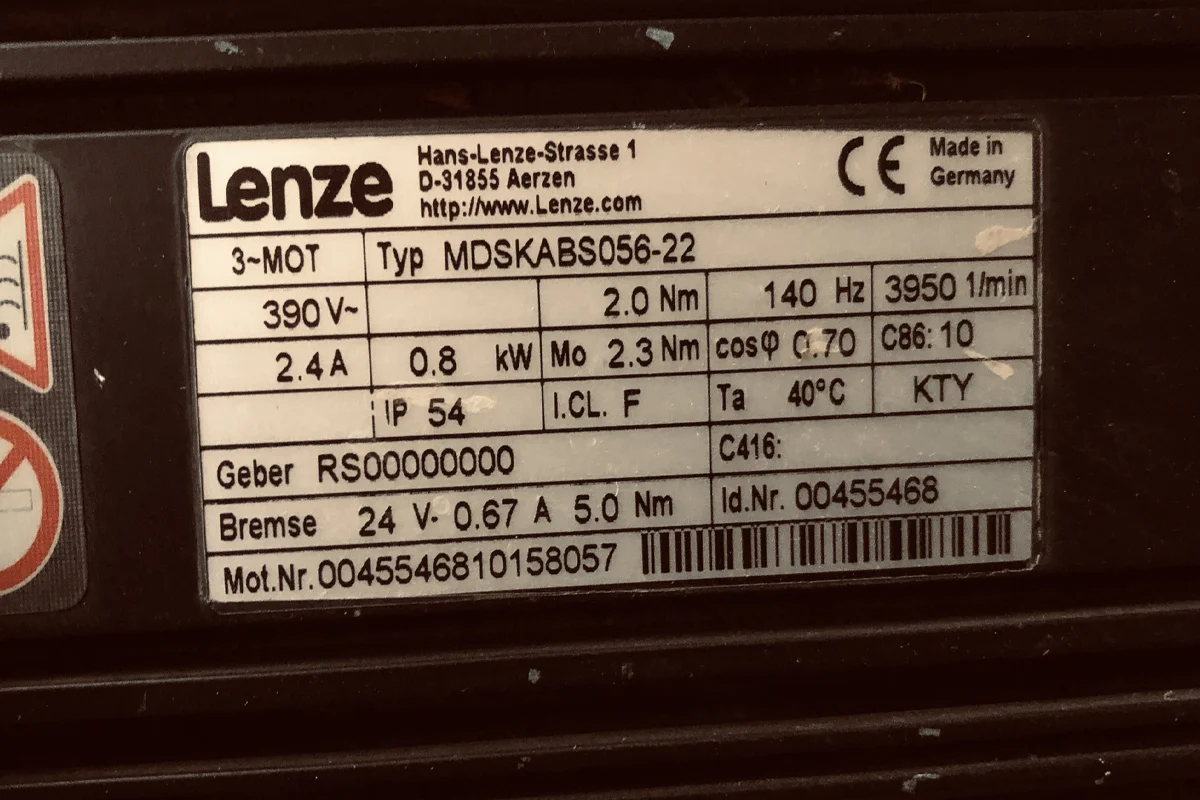 Lenze
Hans-Lenze-Strasse 1
D-31855 Aerzen
http://www.Lenze.com
CE
Made in
Germany
3~MOT Typ MDSKABS056-22
390 V~ 2.0 Nm 140 Hz 3950 1/min
2.4 A 0.8 kW Mo 2.3 Nm cosφ 0.70 C86: 10
IP 54 I.CL. F Ta 40°C KTY
Geber RS00000000 C416:
Bremse 24 V- 0.67 A 5.0 Nm Id.Nr. 00455468
Mot.Nr. 0045546810158057